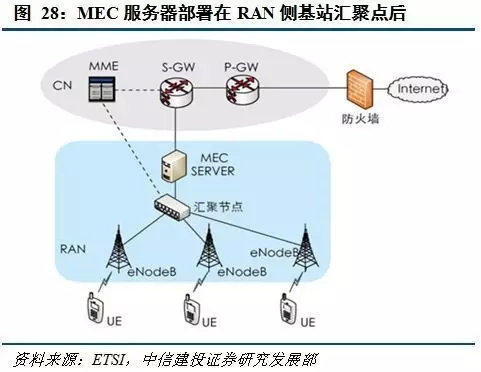 图 28：MEC 服务器部署在 RAN 侧基站汇聚点后
MME
S-GW
P-GW
CN
Internet
防火墙
MEC
SERVER
汇聚节点
RAN
eNodeB
eNodeB
eNodeB
UE
UE
UE
资料来源：ETSI，中信建投证券研究发展部